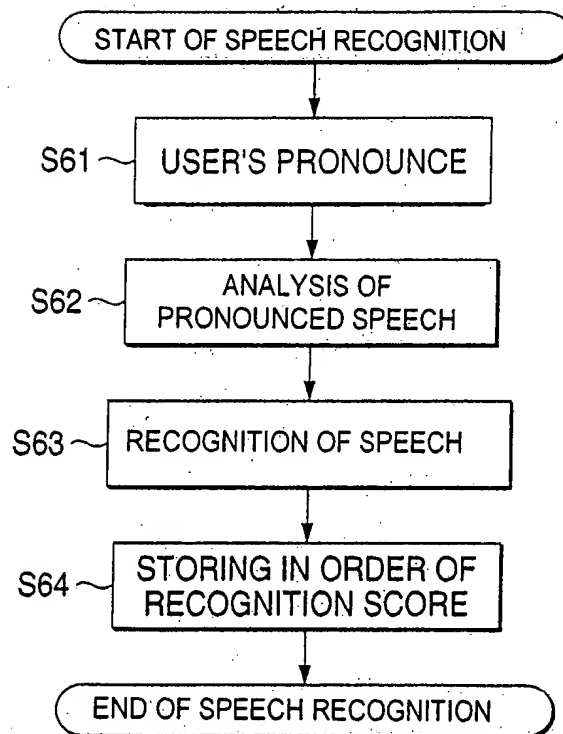 START OF SPEECH RECOGNITION
S61 USER'S PRONOUNCE
S62 ANALYSIS OF
PRONOUNCED SPEECH
S63 RECOGNITION OF SPEECH
S64 STORING IN ORDER OF
RECOGNITION SCORE
END OF SPEECH RECOGNITION